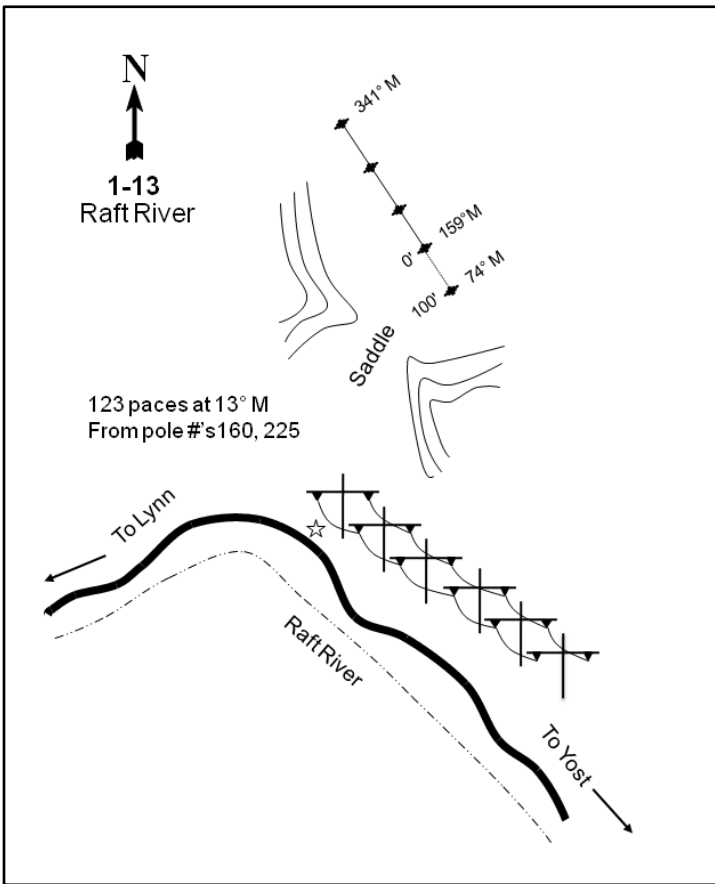 N
1-13
Raft River
341° M
159°M
0'
74° M
100'
Saddle
123 paces at 13° M
From pole #'s160, 225
To Lynn
Raft River
To Yost